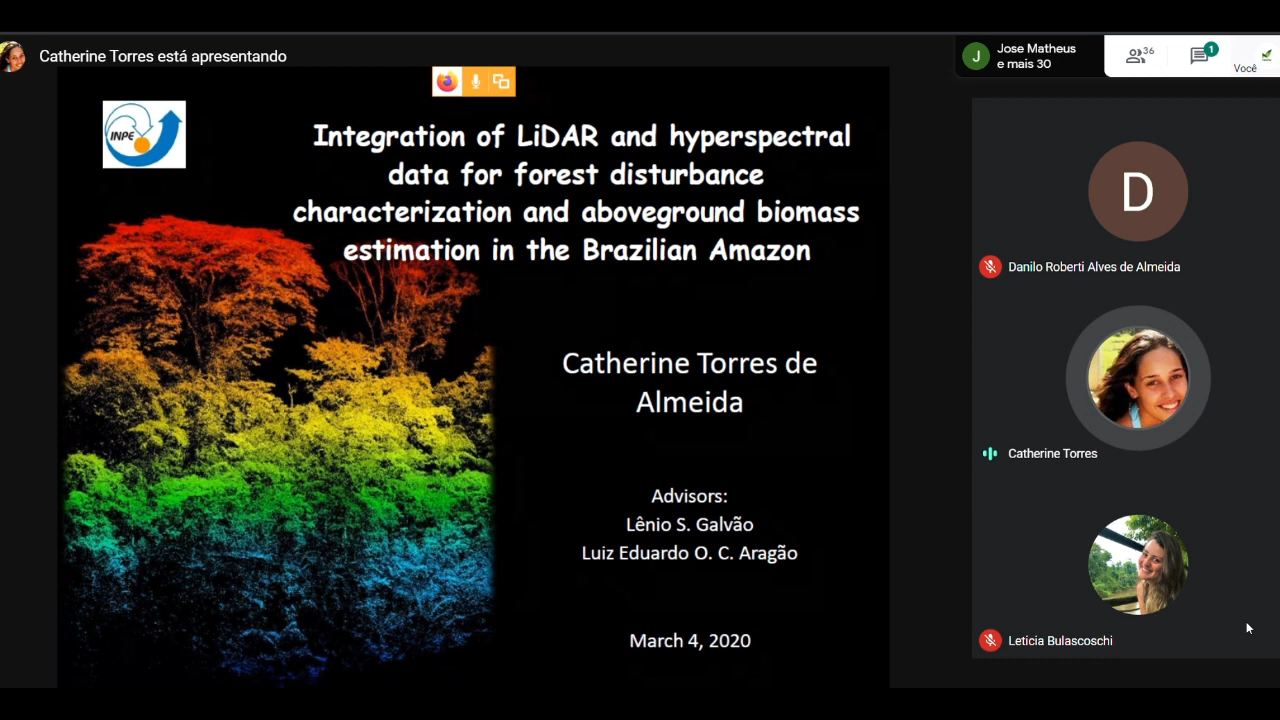 Catherine Torres está apresentando
Jose Matheus
e mais 30
36
1
Você
INPE
Integration of LiDAR and hyperspectral
data for forest disturbance
characterization and aboveground biomass
estimation in the Brazilian Amazon
Catherine Torres de
Almeida
Advisors:
Lênio S. Galvão
Luiz Eduardo O. C. Aragão
March 4, 2020
J
D
Danilo Roberti Alves de Almeida
Catherine Torres
Leticia Bulascoschi